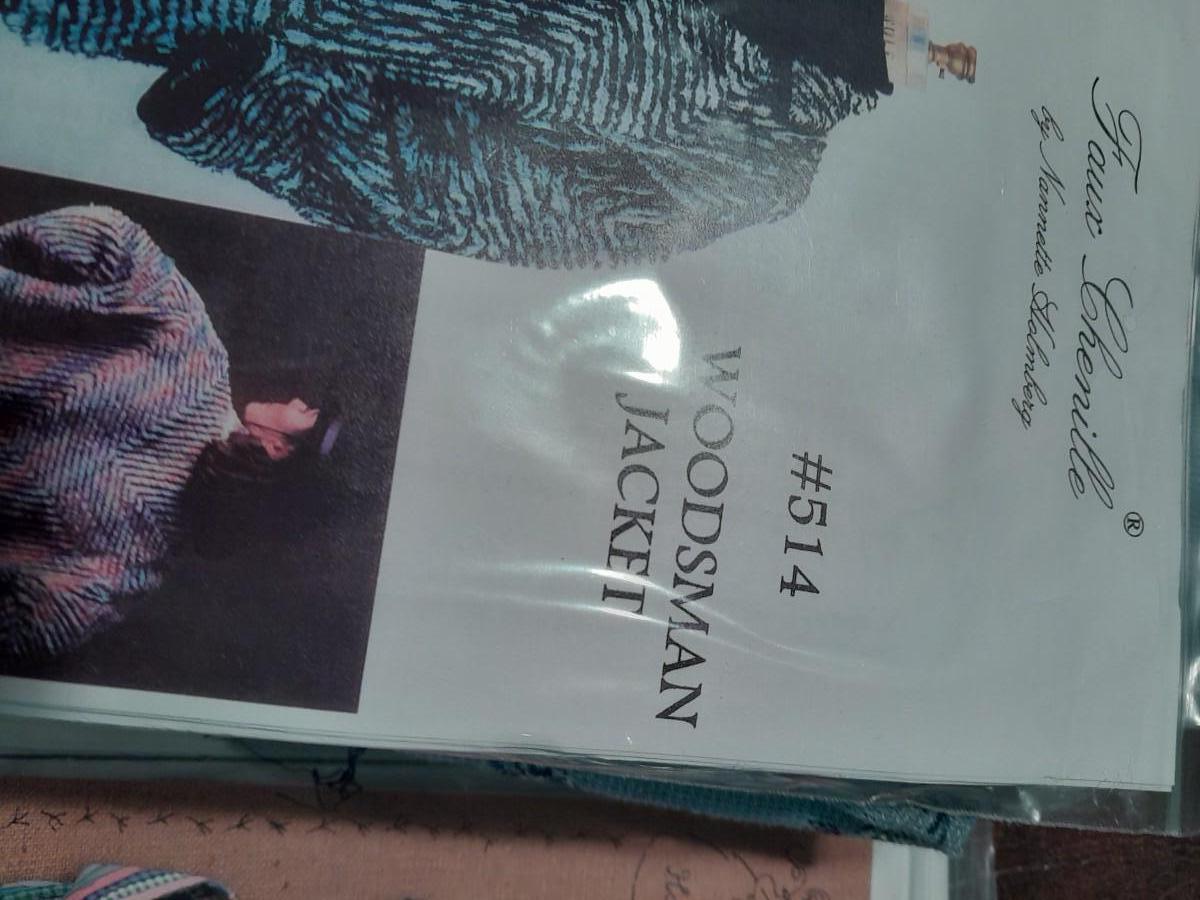 Faux Chenille ®
by Nannette Holmberg
#514
WOODSMAN
JACKET